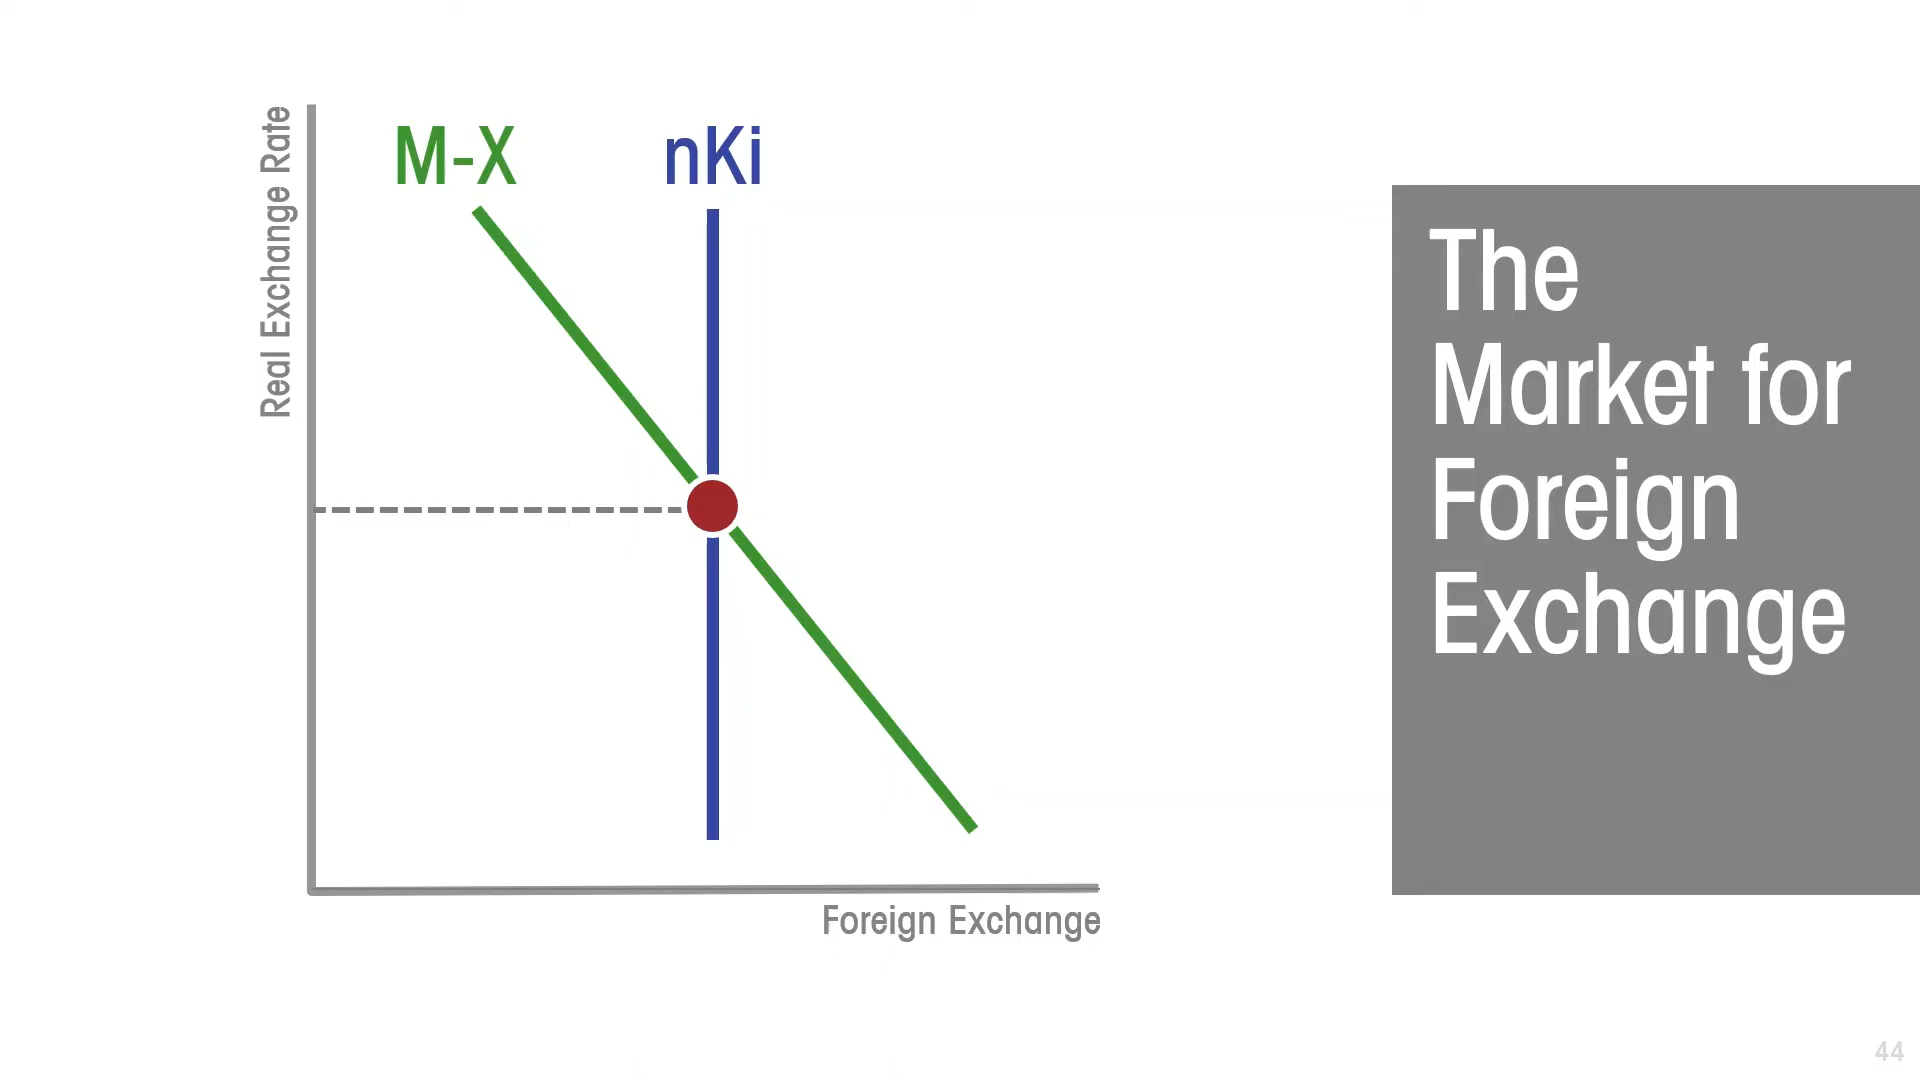 M-X
nKi
Real Exchange Rate
Foreign Exchange
The
Market for
Foreign
Exchange
44